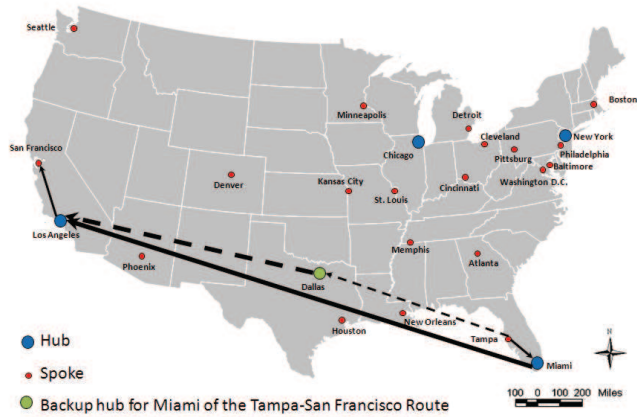 Seattle
Boston
Minneapolis
Detroit
New York
Cleveland
Chicago
Philadelphia
Pittsburg
Baltimore
San Francisco
Washington D.C.
Denver
Kansas City
St. Louis
Cincinnati
Los Angeles
Memphis
Atlanta
Phoenix
Dallas
New Orleans
Houston
Tampa
Miami
N
Hub
Spoke
Backup hub for Miami of the Tampa-San Francisco Route
100 0 100 200 Miles